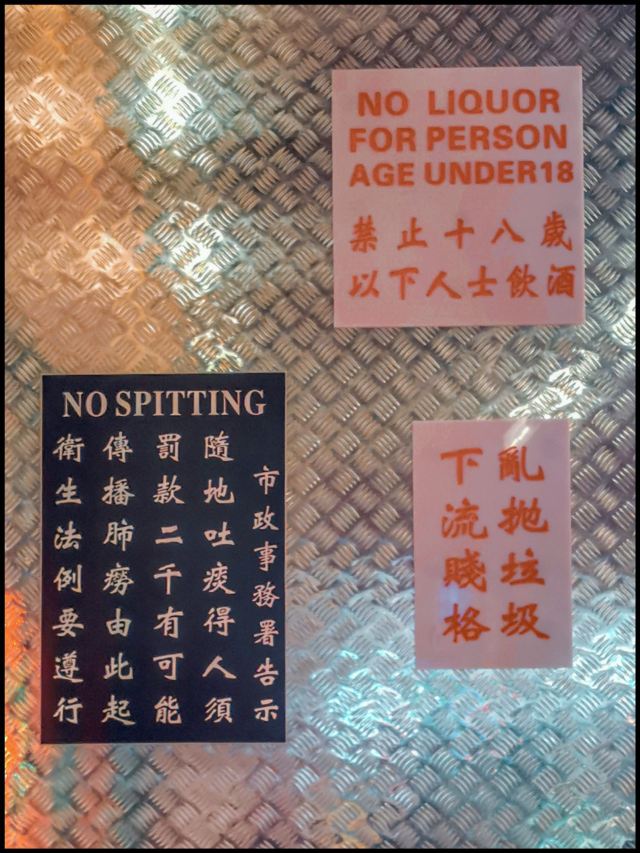 NO LIQUOR
FOR PERSON
AGE UNDER 18
禁止十八歲
以下人士飲酒
NO SPITTING
隨地吐痰得人須
罰款二千有可能
傳播肺癆由此起
衛生法例要遵行
市政事務署告示
亂拋垃圾
下流賤格